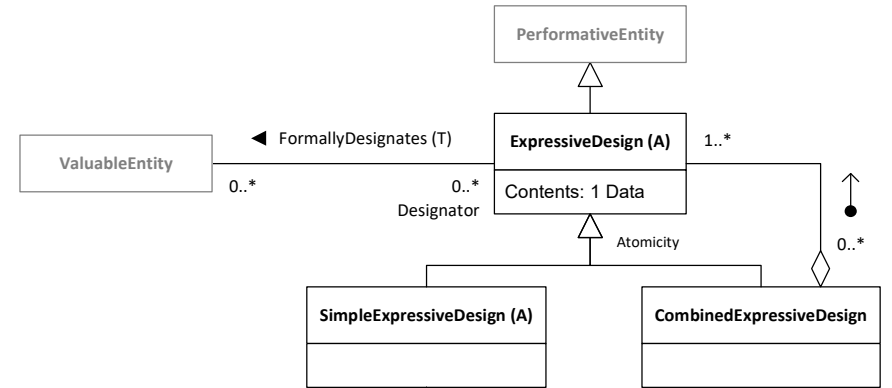 PerformativeEntity
◄ FormallyDesignates (T)
ExpressiveDesign (A)
1..*
ValuableEntity
0..*
0..*
Designator
Contents: 1 Data
Atomicity
0..*
SimpleExpressiveDesign (A)
CombinedExpressiveDesign